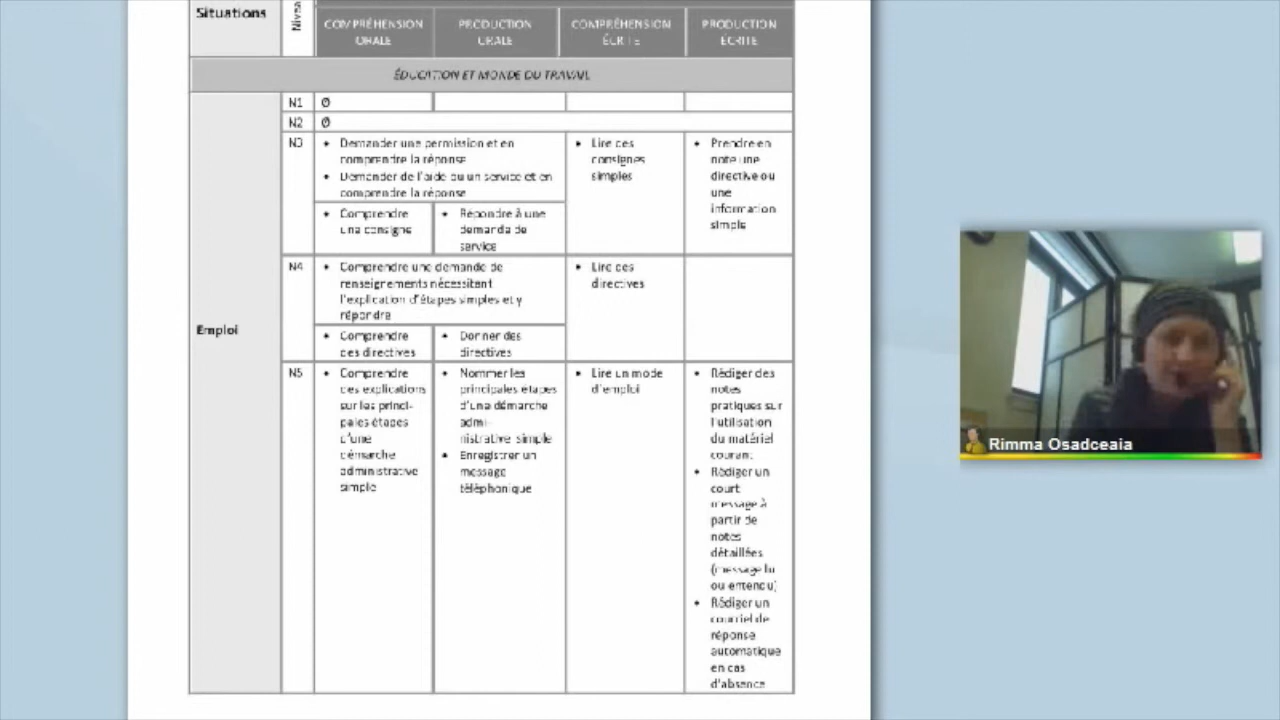 Situations
COMPRÉHENSION
ORALE
PRODUCTION
ORALE
COMPRÉHENSION
ÉCRITE
PRODUCTION
ÉCRITE
ÉDUCATION ET MONDE DU TRAVAIL
Emploi
N1
Ø
N2
Ø
N3
• Demander une permission et en
comprendre la réponse
• Demander de l'aide ou un service et en
comprendre la réponse
• Comprendre
une consigne
• Répondre à une
demande de
service
• Lire des
consignes
simples
• Prendre en
note une
directive ou
une
information
simple
N4
• Comprendre une demande de
renseignements nécessitant
l'explication d'étapes simples et y
répondre
• Comprendre
des directives
• Donner des
directives
• Lire des
directives
N5
• Comprendre
des explications
sur les princi-
pales étapes
d'une
démarche
administrative
simple
• Nommer les
principales étapes
d'une démarche
admi-
nistrative simple
• Enregistrer un
message
téléphonique
• Lire un mode
d'emploi
• Rédiger des
notes
pratiques sur
l'utilisation
du matériel
courant
• Rédiger un
court
message à
partir de
notes
détaillées
(message lu
ou entendu)
• Rédiger un
courriel de
réponse
automatique
en cas
d'absence
Rimma Osadceaia